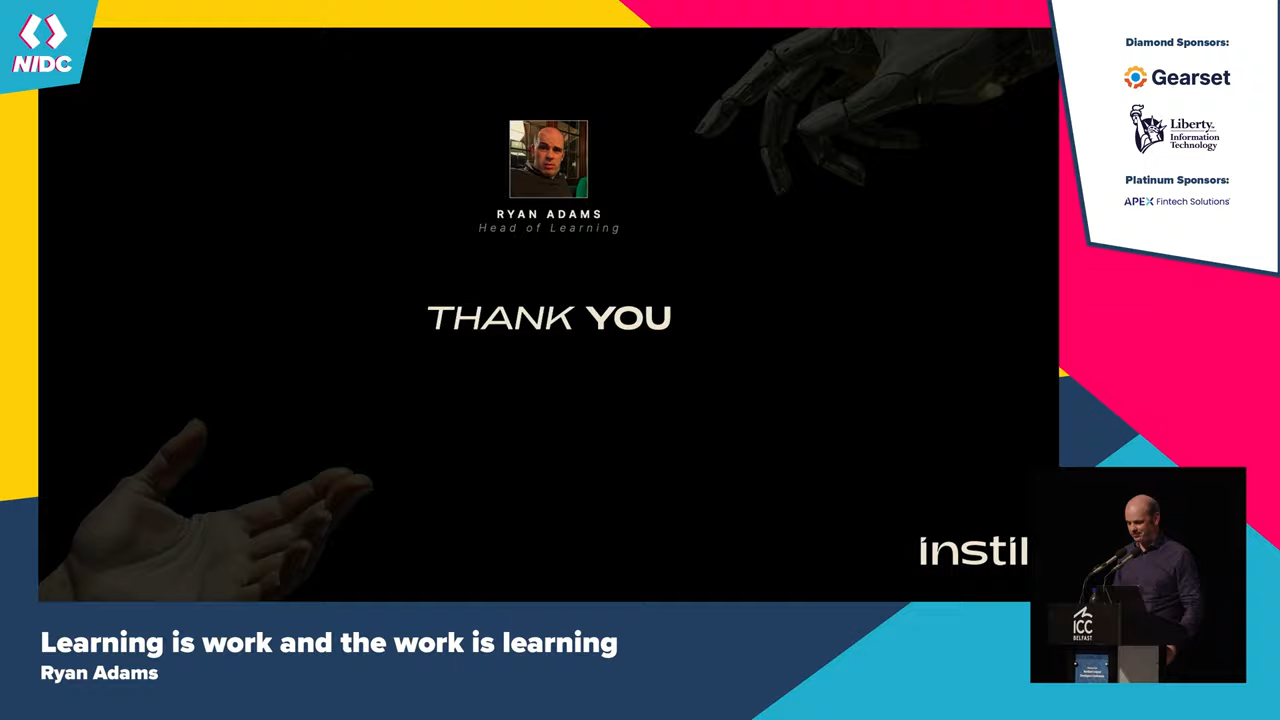 NIDC
RYAN ADAMS
Head of Learning
THANK YOU
instil
Diamond Sponsors:
Gearset
Liberty
Information
Technology
Platinum Sponsors:
APEX Fintech Solutions
ICC
BELFAST
Learning is work and the work is learning
Ryan Adams